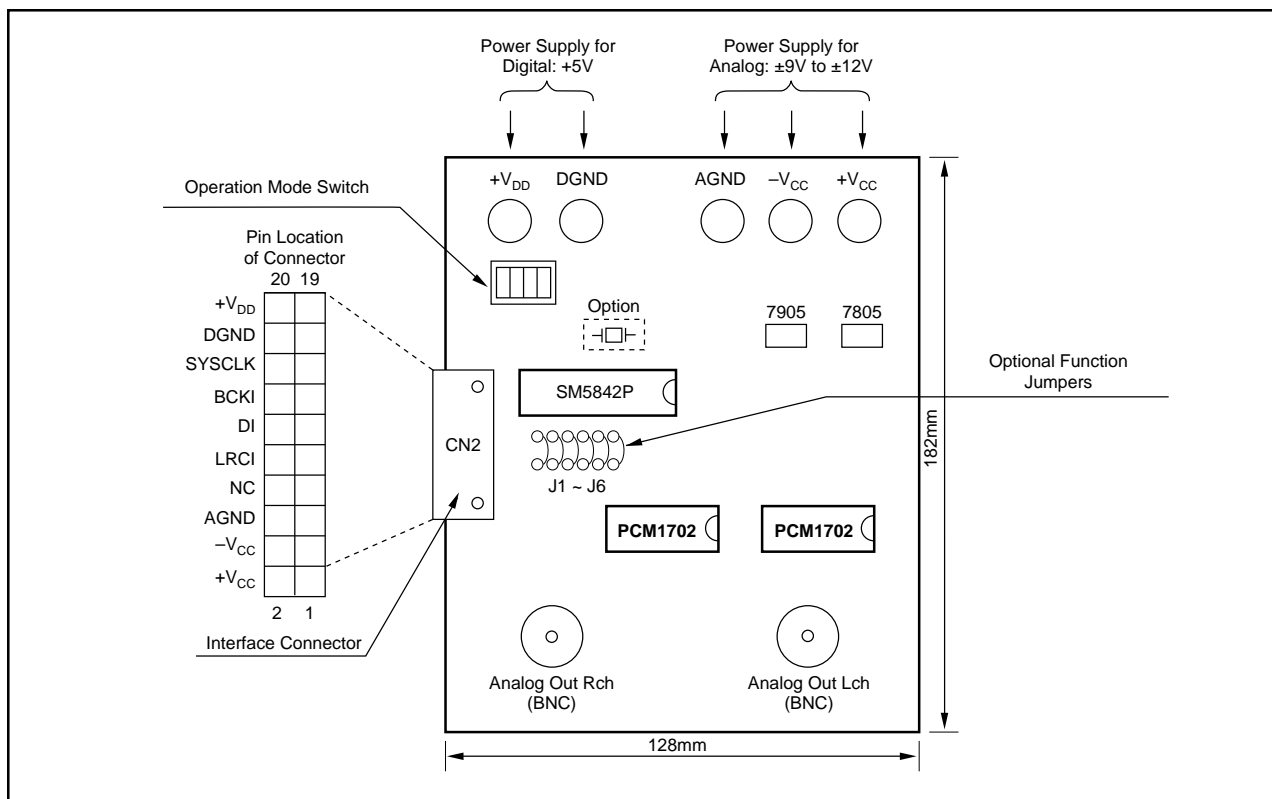 Power Supply for
Digital: +5V
Power Supply for
Analog: ±9V to ±12V
+VDD
DGND
AGND
–VCC
+VCC
Operation Mode Switch
Pin Location
of Connector
20 19
+VDD
DGND
SYSCLK
BCKI
DI
LRCI
NC
AGND
–VCC
+VCC
2 1
Interface Connector
Option
7905
7805
SM5842P
Optional Function
Jumpers
CN2
J1 ~ J6
PCM1702
PCM1702
182mm
Analog Out Rch
(BNC)
Analog Out Lch
(BNC)
128mm